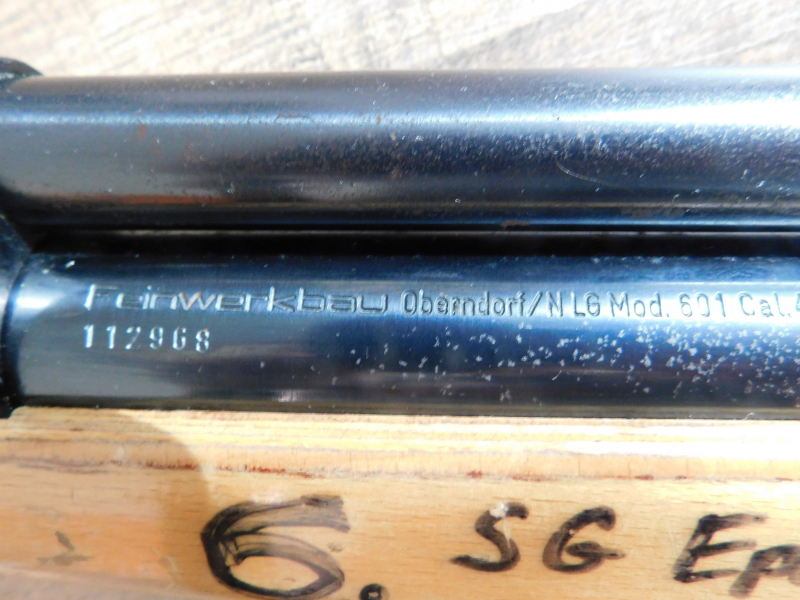 Feinwerkbau Oberndorf/N LG Mod. 601 Cal.
112968
6. SG